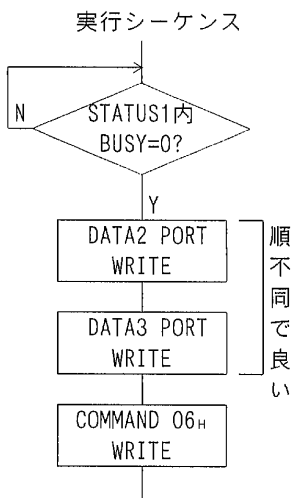 実行シーケンス
STATUS1内
BUSY=0?
N
Y
DATA2 PORT
WRITE
DATA3 PORT
WRITE
順不同で良い
COMMAND 06H
WRITE